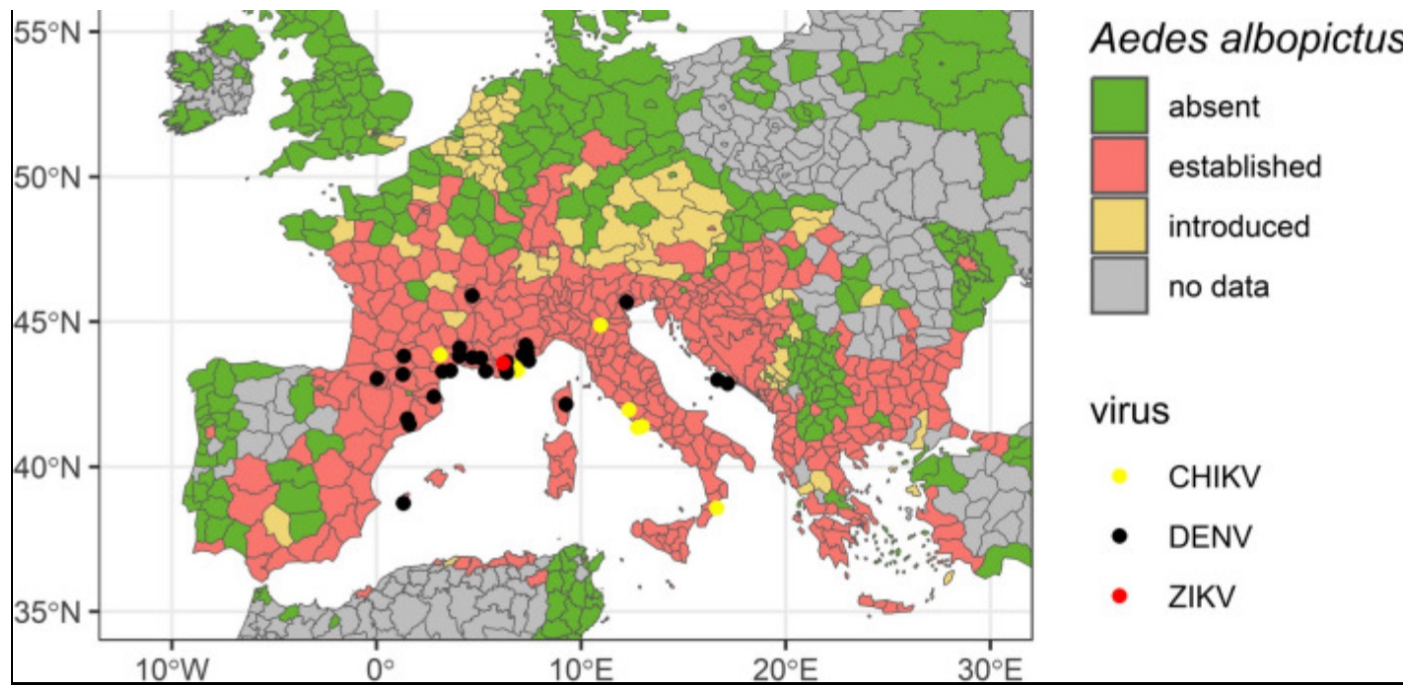 55°N
50°N
45°N
40°N
35°N
10°W
0°
10°E
20°E
30°E
Aedes albopictus
absent
established
introduced
no data
virus
CHIKV
DENV
ZIKV